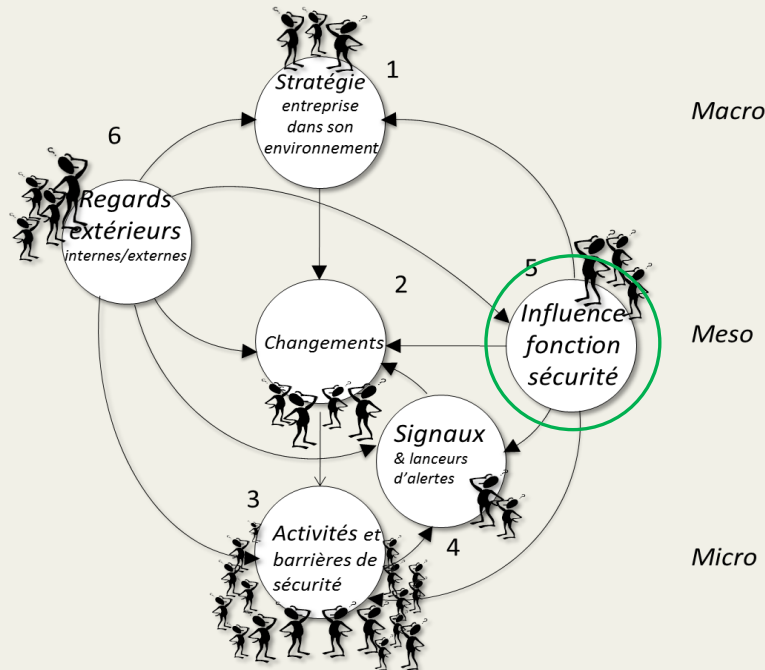 1
Stratégie
entreprise
dans son
environnement
Macro
6
Regards
extérieurs
internes/externes
2
Changements
5
Influence
fonction
sécurité
Meso
Signaux
& lanceurs
d'alertes
3
Activités et
barrières de
sécurité
4
Micro